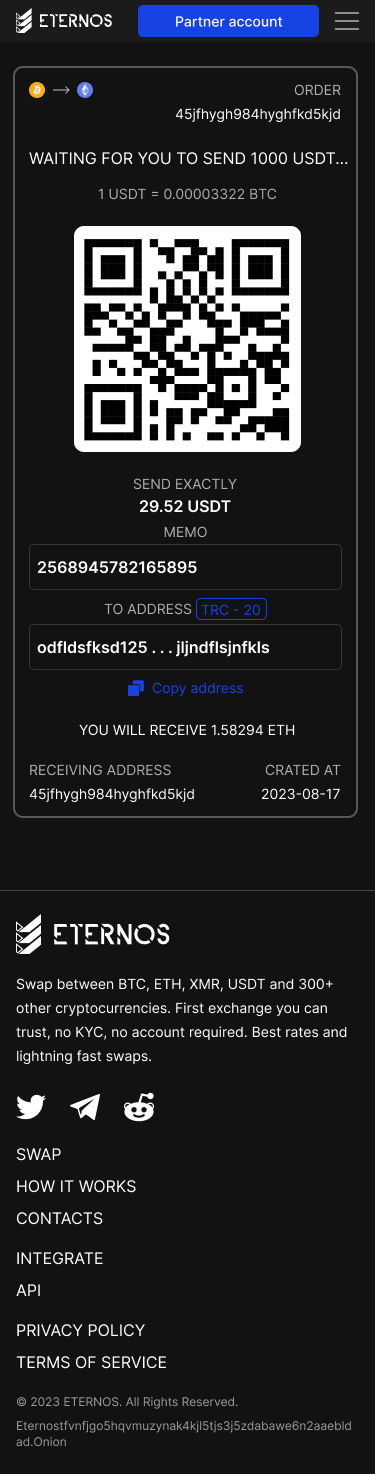 ETERNOS Partner account
ORDER
45jfhygh984hyghfkd5kjd
WAITING FOR YOU TO SEND 1000 USDT...
1 USDT = 0.00003322 BTC
SEND EXACTLY
29.52 USDT
MEMO
2568945782165895
TO ADDRESS TRC - 20
odfldsfksd125 . . . jljndflsjnfkls
Copy address
YOU WILL RECEIVE 1.58294 ETH
RECEIVING ADDRESS CRATED AT
45jfhygh984hyghfkd5kjd 2023-08-17
ETERNOS
Swap between BTC, ETH, XMR, USDT and 300+
other cryptocurrencies. First exchange you can
trust, no KYC, no account required. Best rates and
lightning fast swaps.
SWAP
HOW IT WORKS
CONTACTS
INTEGRATE
API
PRIVACY POLICY
TERMS OF SERVICE
© 2023 ETERNOS. All Rights Reserved.
Eternostfvnfjgo5hqvmuzynak4kjl5tjs3j5zdabawe6n2aaebld
ad.Onion